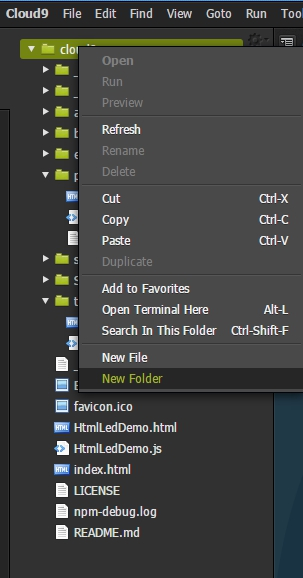 Cloud9 File Edit Find View Goto Run
cloud9
Open
Run
Preview
Refresh
Rename
Delete
Cut Ctrl-X
Copy Ctrl-C
Paste Ctrl-V
Duplicate
Add to Favorites
Open Terminal Here Alt-L
Search In This Folder Ctrl-Shift-F
New File
New Folder
favicon.ico
HtmlLedDemo.html
HtmlLedDemo.js
index.html
LICENSE
npm-debug.log
README.md